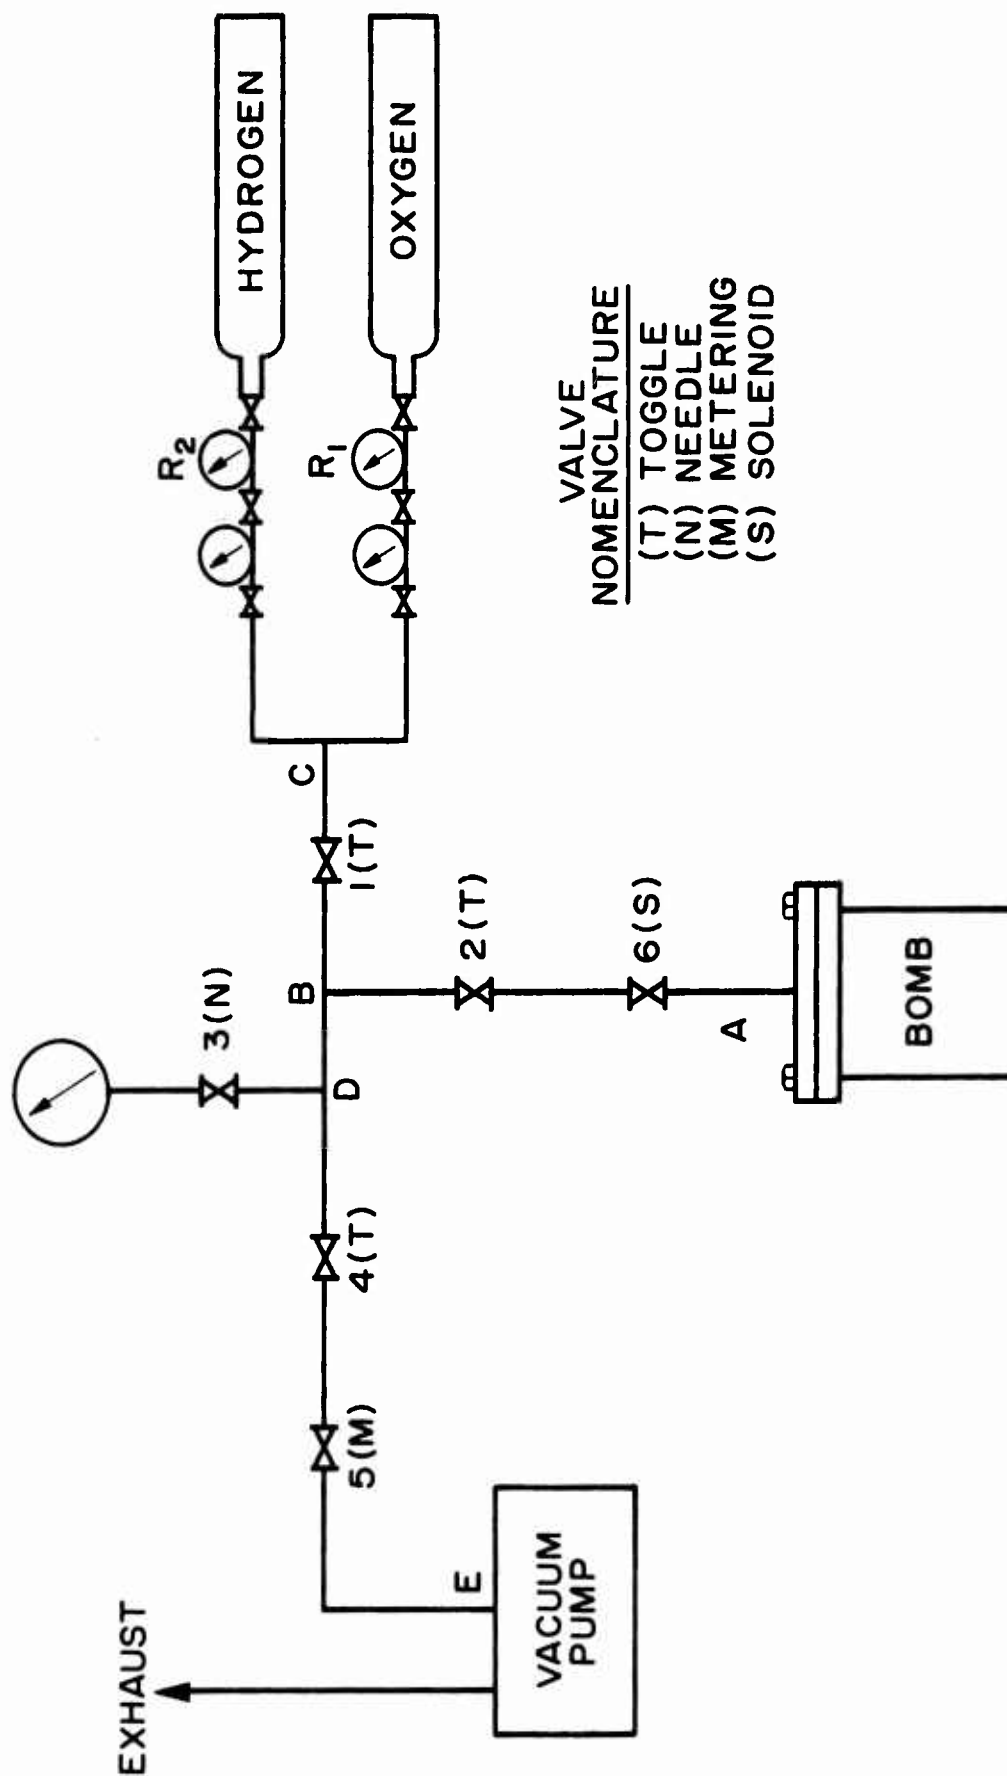 EXHAUST
VACUUM
PUMP
E
5(M)
4(T)
3(N)
D
B
1(T)
C
2(T)
6(S)
A
BOMB
R2
HYDROGEN
R1
OXYGEN
VALVE
NOMENCLATURE
(T) TOGGLE
(N) NEEDLE
(M) METERING
(S) SOLENOID